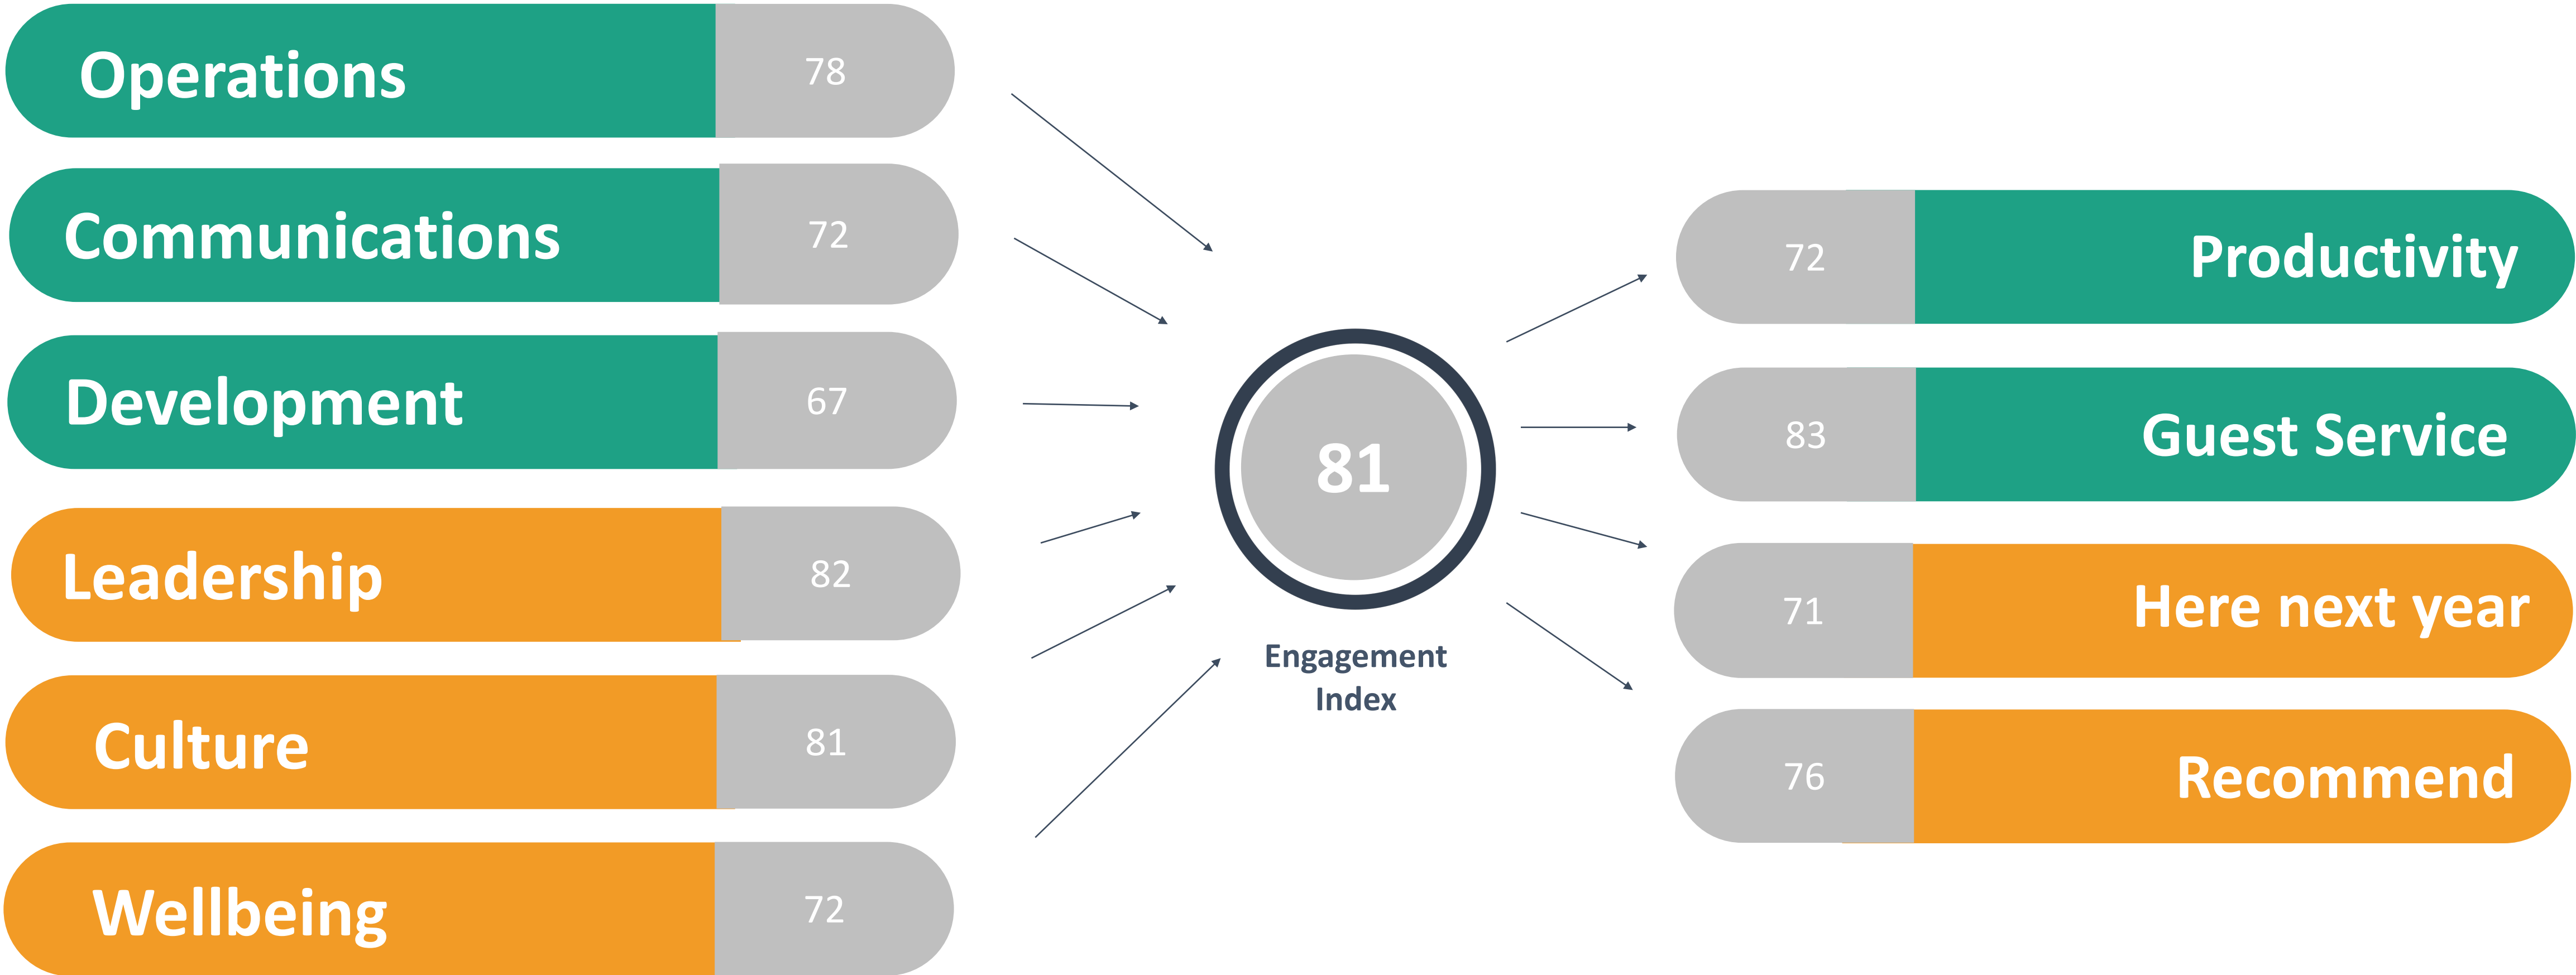 Operations 78
Communications 72
Development 67
Leadership 82
Culture 81
Wellbeing 72
81
Engagement
Index
72 Productivity
83 Guest Service
71 Here next year
76 Recommend